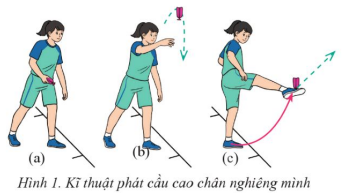 (a) (b) (c)
Hình 1. Kĩ thuật phát cầu cao chân nghiêng mình